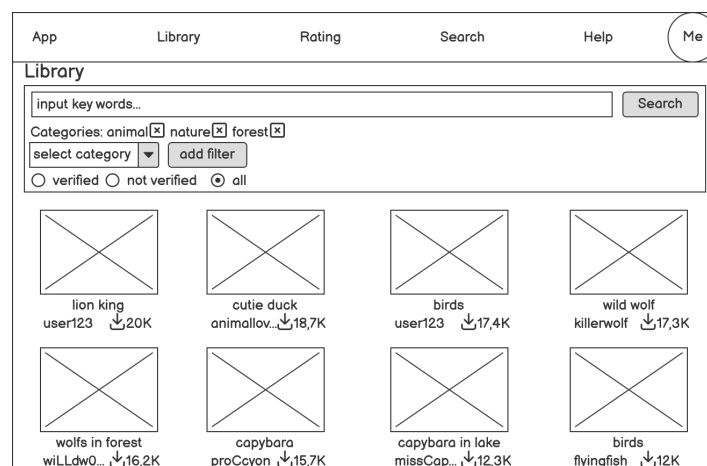 App Library Rating Search Help Me
Library
input key words... Search
Categories: animal nature forest
select category add filter
verified not verified all
lion king cutie duck birds wild wolf
user123 20K animallov... 18,7K user123 17,4K killerwolf 17,3K
wolfs in forest capybara capybara in lake birds
wiLLdw0... 16,2K proCcyon 15,7K missCap... 12,3K flyingfish 12K